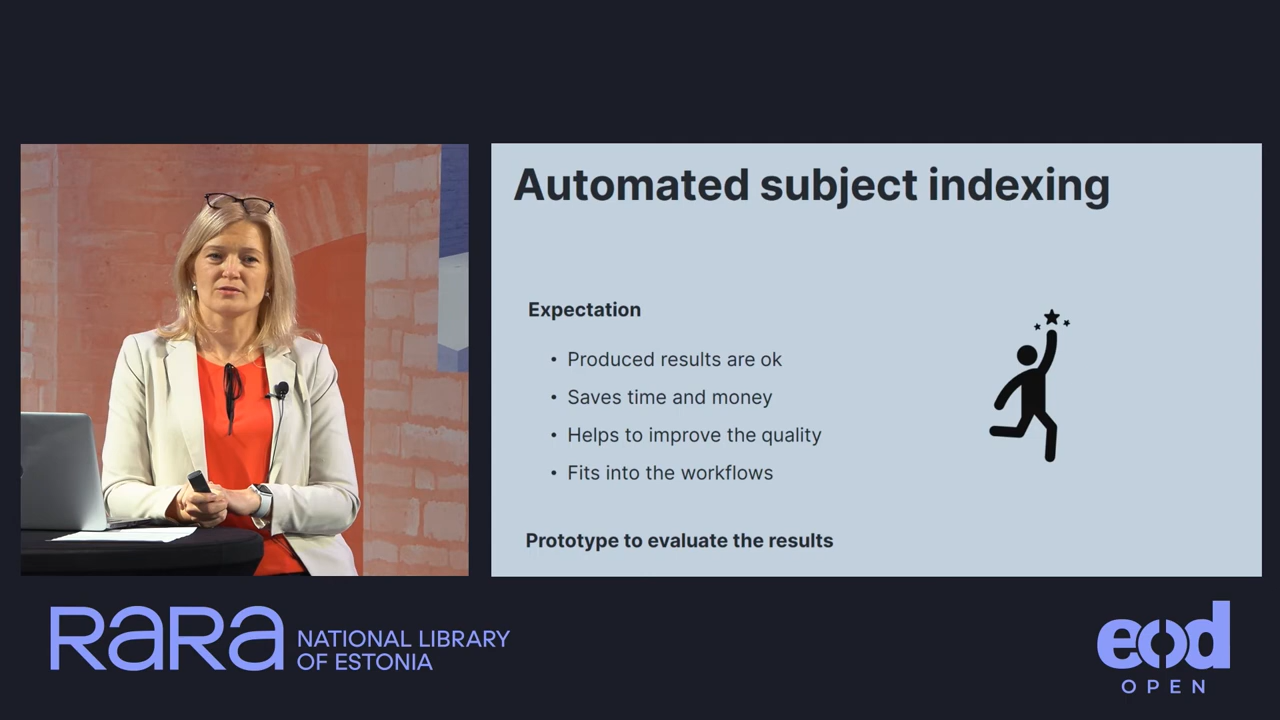 Automated subject indexing
Expectation
• Produced results are ok
• Saves time and money
• Helps to improve the quality
• Fits into the workflows
Prototype to evaluate the results
RaRa NATIONAL LIBRARY
OF ESTONIA
eod
OPEN